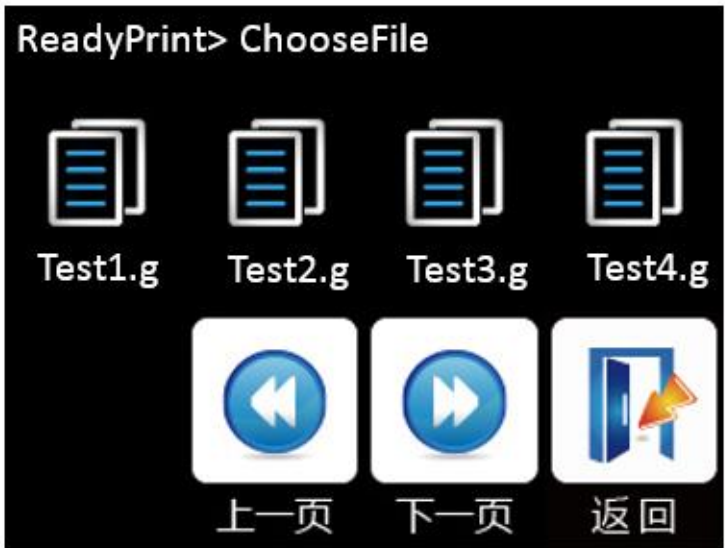 ReadyPrint> ChooseFile
Test1.g Test2.g Test3.g Test4.g
上一页 下一页 返回